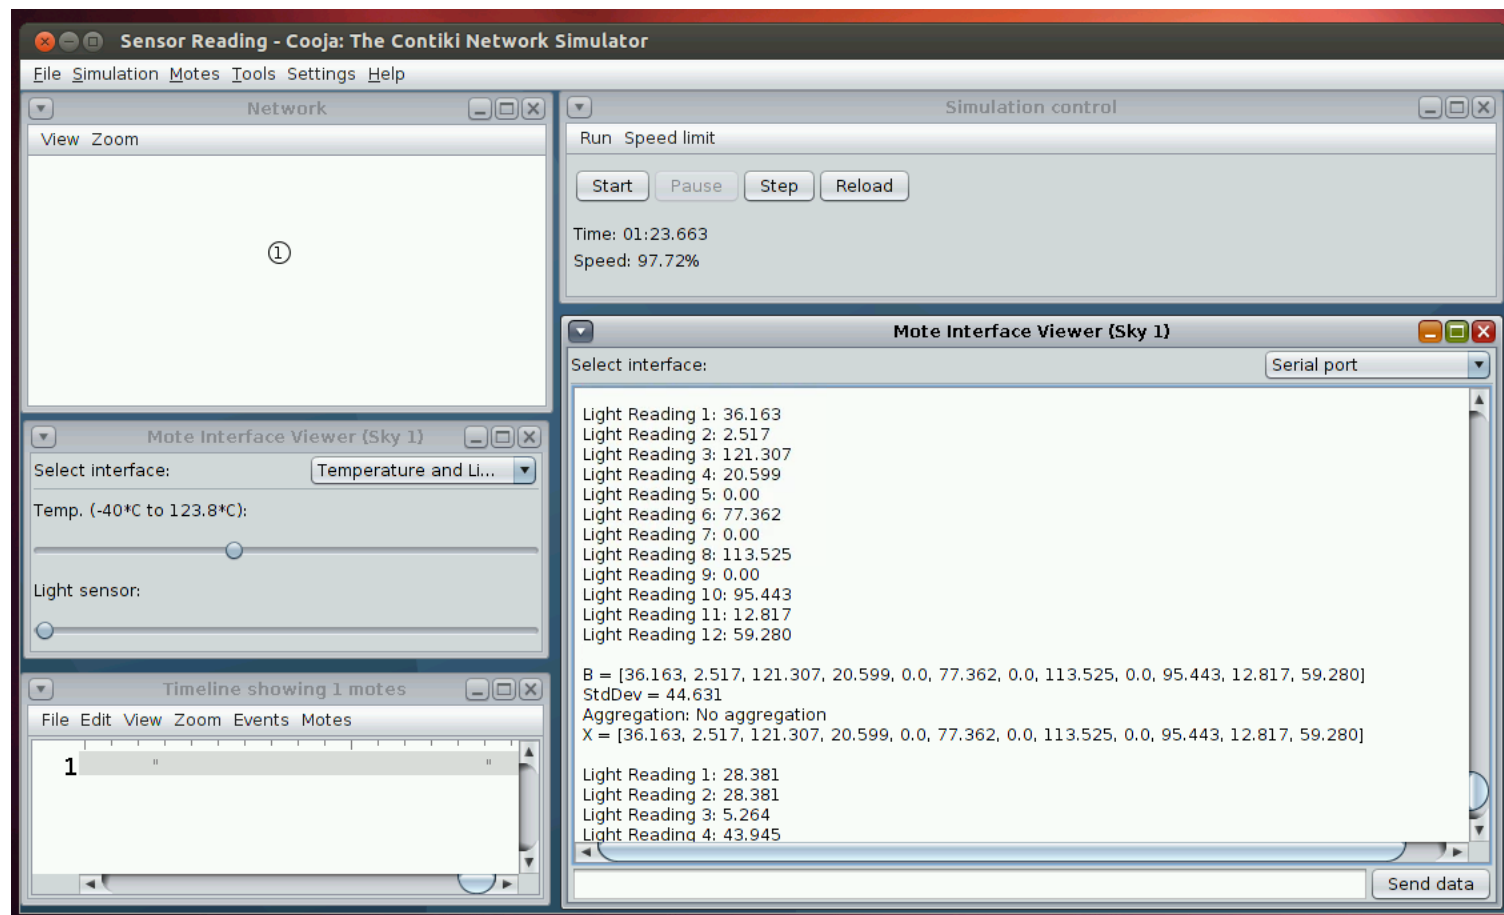 Sensor Reading - Cooja: The Contiki Network Simulator
File Simulation Motes Tools Settings Help
Network
View Zoom
1
Simulation control
Run Speed limit
Start Pause Step Reload
Time: 01:23.663
Speed: 97.72%
Mote Interface Viewer (Sky 1)
Select interface: Temperature and Li...
Temp. (-40*C to 123.8*C):
Light sensor:
Timeline showing 1 motes
File Edit View Zoom Events Motes
1
Mote Interface Viewer (Sky 1)
Select interface: Serial port
Light Reading 1: 36.163
Light Reading 2: 2.517
Light Reading 3: 121.307
Light Reading 4: 20.599
Light Reading 5: 0.00
Light Reading 6: 77.362
Light Reading 7: 0.00
Light Reading 8: 113.525
Light Reading 9: 0.00
Light Reading 10: 95.443
Light Reading 11: 12.817
Light Reading 12: 59.280
B = [36.163, 2.517, 121.307, 20.599, 0.0, 77.362, 0.0, 113.525, 0.0, 95.443, 12.817, 59.280]
StdDev = 44.631
Aggregation: No aggregation
X = [36.163, 2.517, 121.307, 20.599, 0.0, 77.362, 0.0, 113.525, 0.0, 95.443, 12.817, 59.280]
Light Reading 1: 28.381
Light Reading 2: 28.381
Light Reading 3: 5.264
Light Reading 4: 43.945
Send data